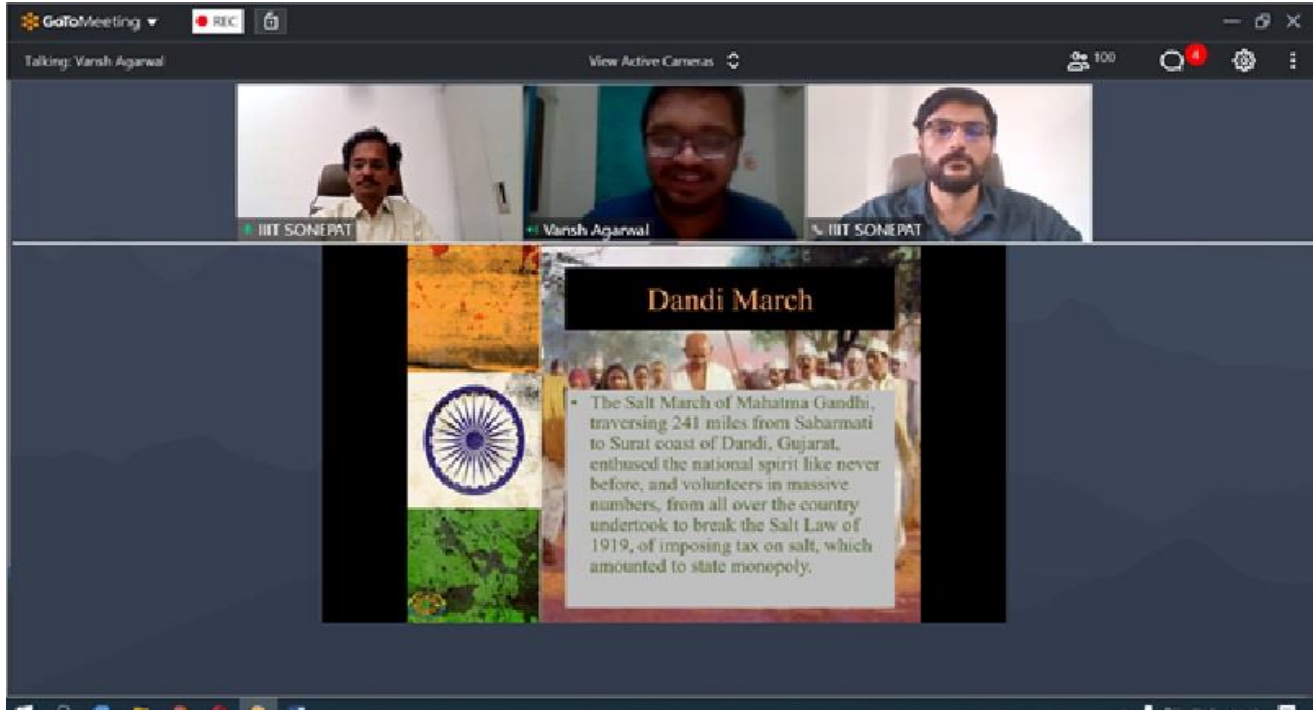 GoToMeeting
REC
Talking: Vansh Agarwal
View Active Cameras
100
4
IIIT SONEPAT
Vansh Agarwal
IIIT SONEPAT
Dandi March
• The Salt March of Mahatma Gandhi,
traversing 241 miles from Sabarmati
to Surat coast of Dandi, Gujarat,
enthused the national spirit like never
before, and volunteers in massive
numbers, from all over the country
undertook to break the Salt Law of
1919, of imposing tax on salt, which
amounted to state monopoly.